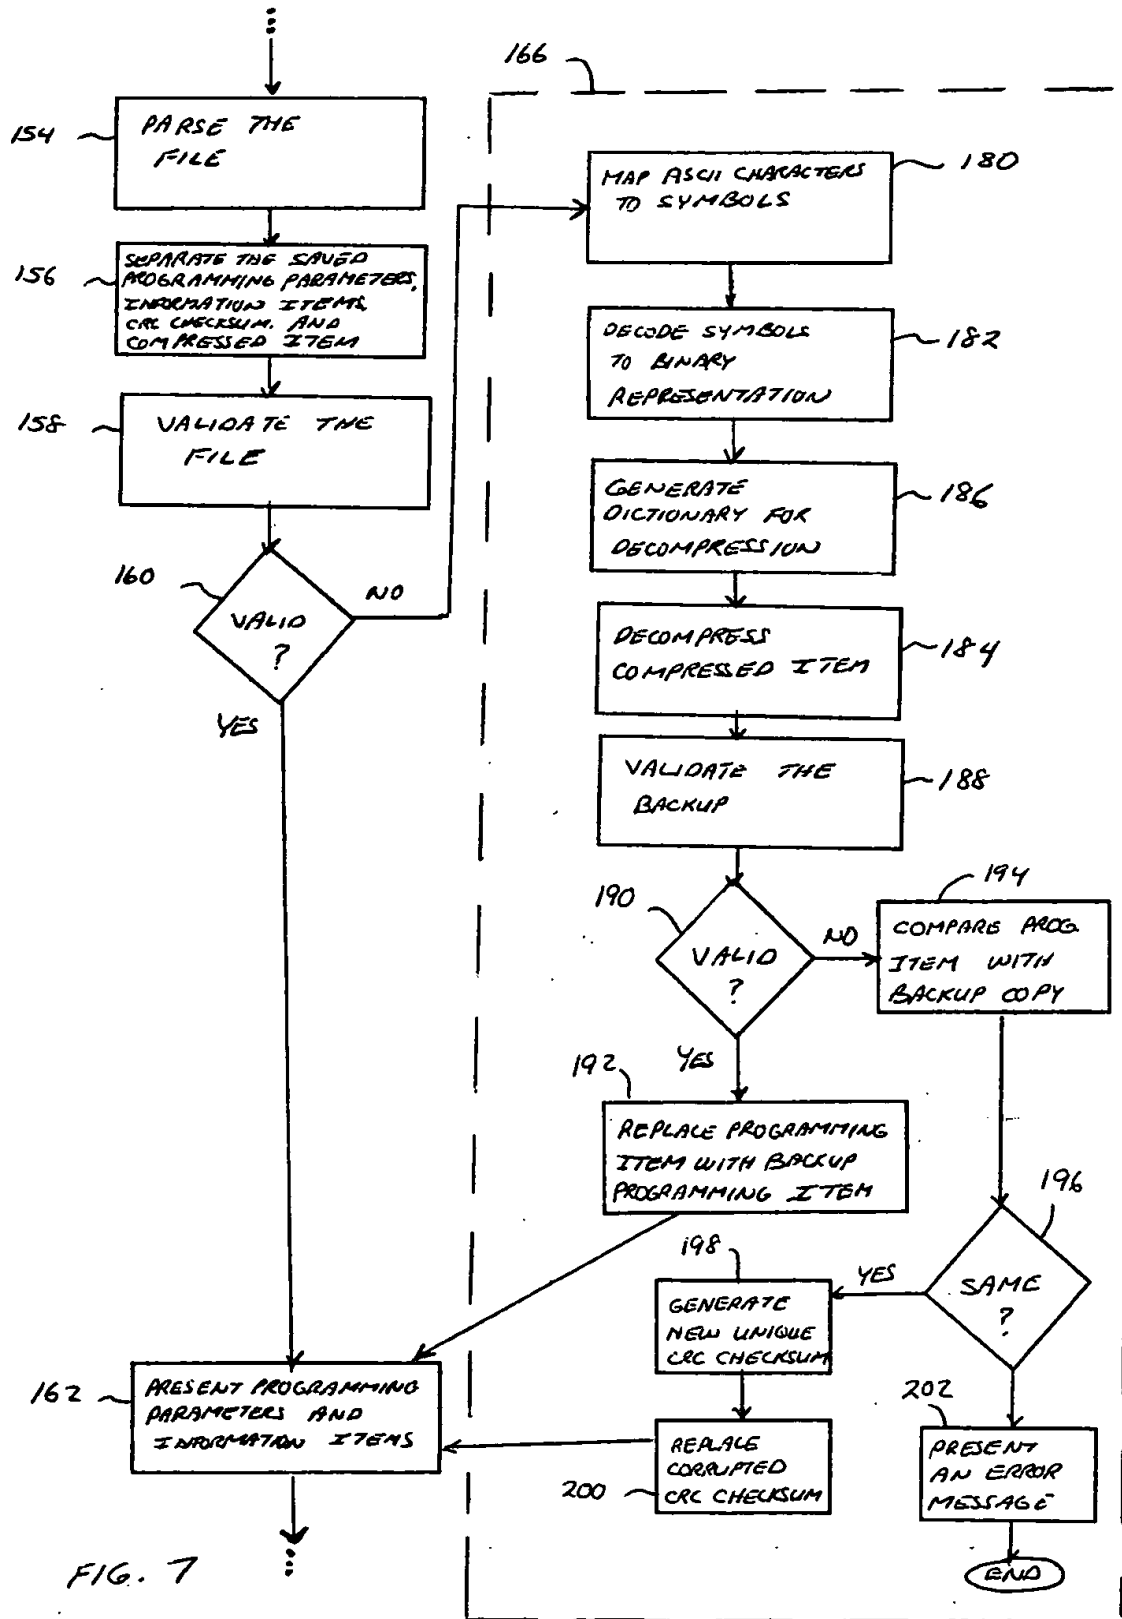 154
PARSE THE
FILE
156
SEPARATE THE SAVED
PROGRAMMING PARAMETERS,
INFORMATION ITEMS,
CRC CHECKSUM, AND
COMPRESSED ITEM
158
VALIDATE THE
FILE
160
VALID
?
NO
YES
162
PRESENT PROGRAMMING
PARAMETERS AND
INFORMATION ITEMS
166
MAP ASCII CHARACTERS
TO SYMBOLS
180
DECODE SYMBOLS
TO BINARY
REPRESENTATION
182
GENERATE
DICTIONARY FOR
DECOMPRESSION
186
DECOMPRESS
COMPRESSED ITEM
184
VALIDATE THE
BACKUP
188
190
VALID
?
NO
YES
194
COMPARE PROG.
ITEM WITH
BACKUP COPY
192
REPLACE PROGRAMMING
ITEM WITH BACKUP
PROGRAMMING ITEM
196
SAME
?
YES
198
GENERATE
NEW UNIQUE
CRC CHECKSUM
200
REPLACE
CORRUPTED
CRC CHECKSUM
202
PRESENT
AN ERROR
MESSAGE
END
FIG. 7